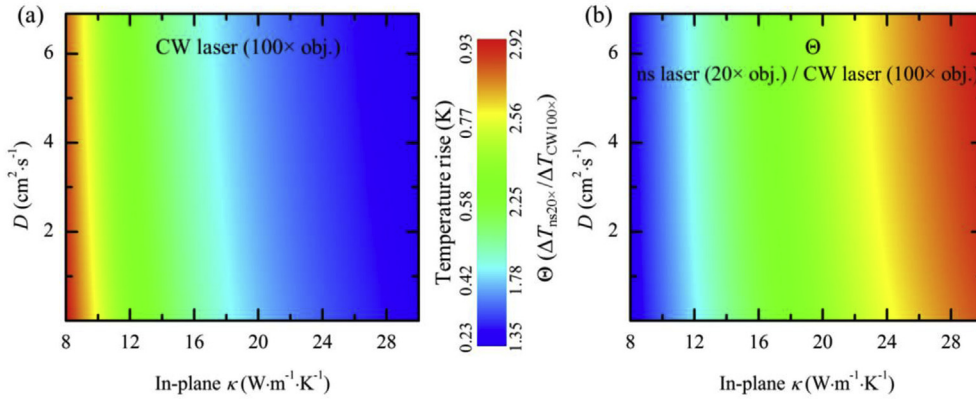 (a)
CW laser (100× obj.)
D (cm²·s⁻¹)
6
4
2
8 12 16 20 24 28
In-plane κ (W·m⁻¹·K⁻¹)
Temperature rise (K)
0.23 0.42 0.58 0.77 0.93
1.35 1.78 2.25 2.56 2.92
Θ (ΔT_ns20×/ΔT_CW100×)
(b)
Θ
ns laser (20× obj.) / CW laser (100× obj.)
D (cm²·s⁻¹)
6
4
2
8 12 16 20 24 28
In-plane κ (W·m⁻¹·K⁻¹)